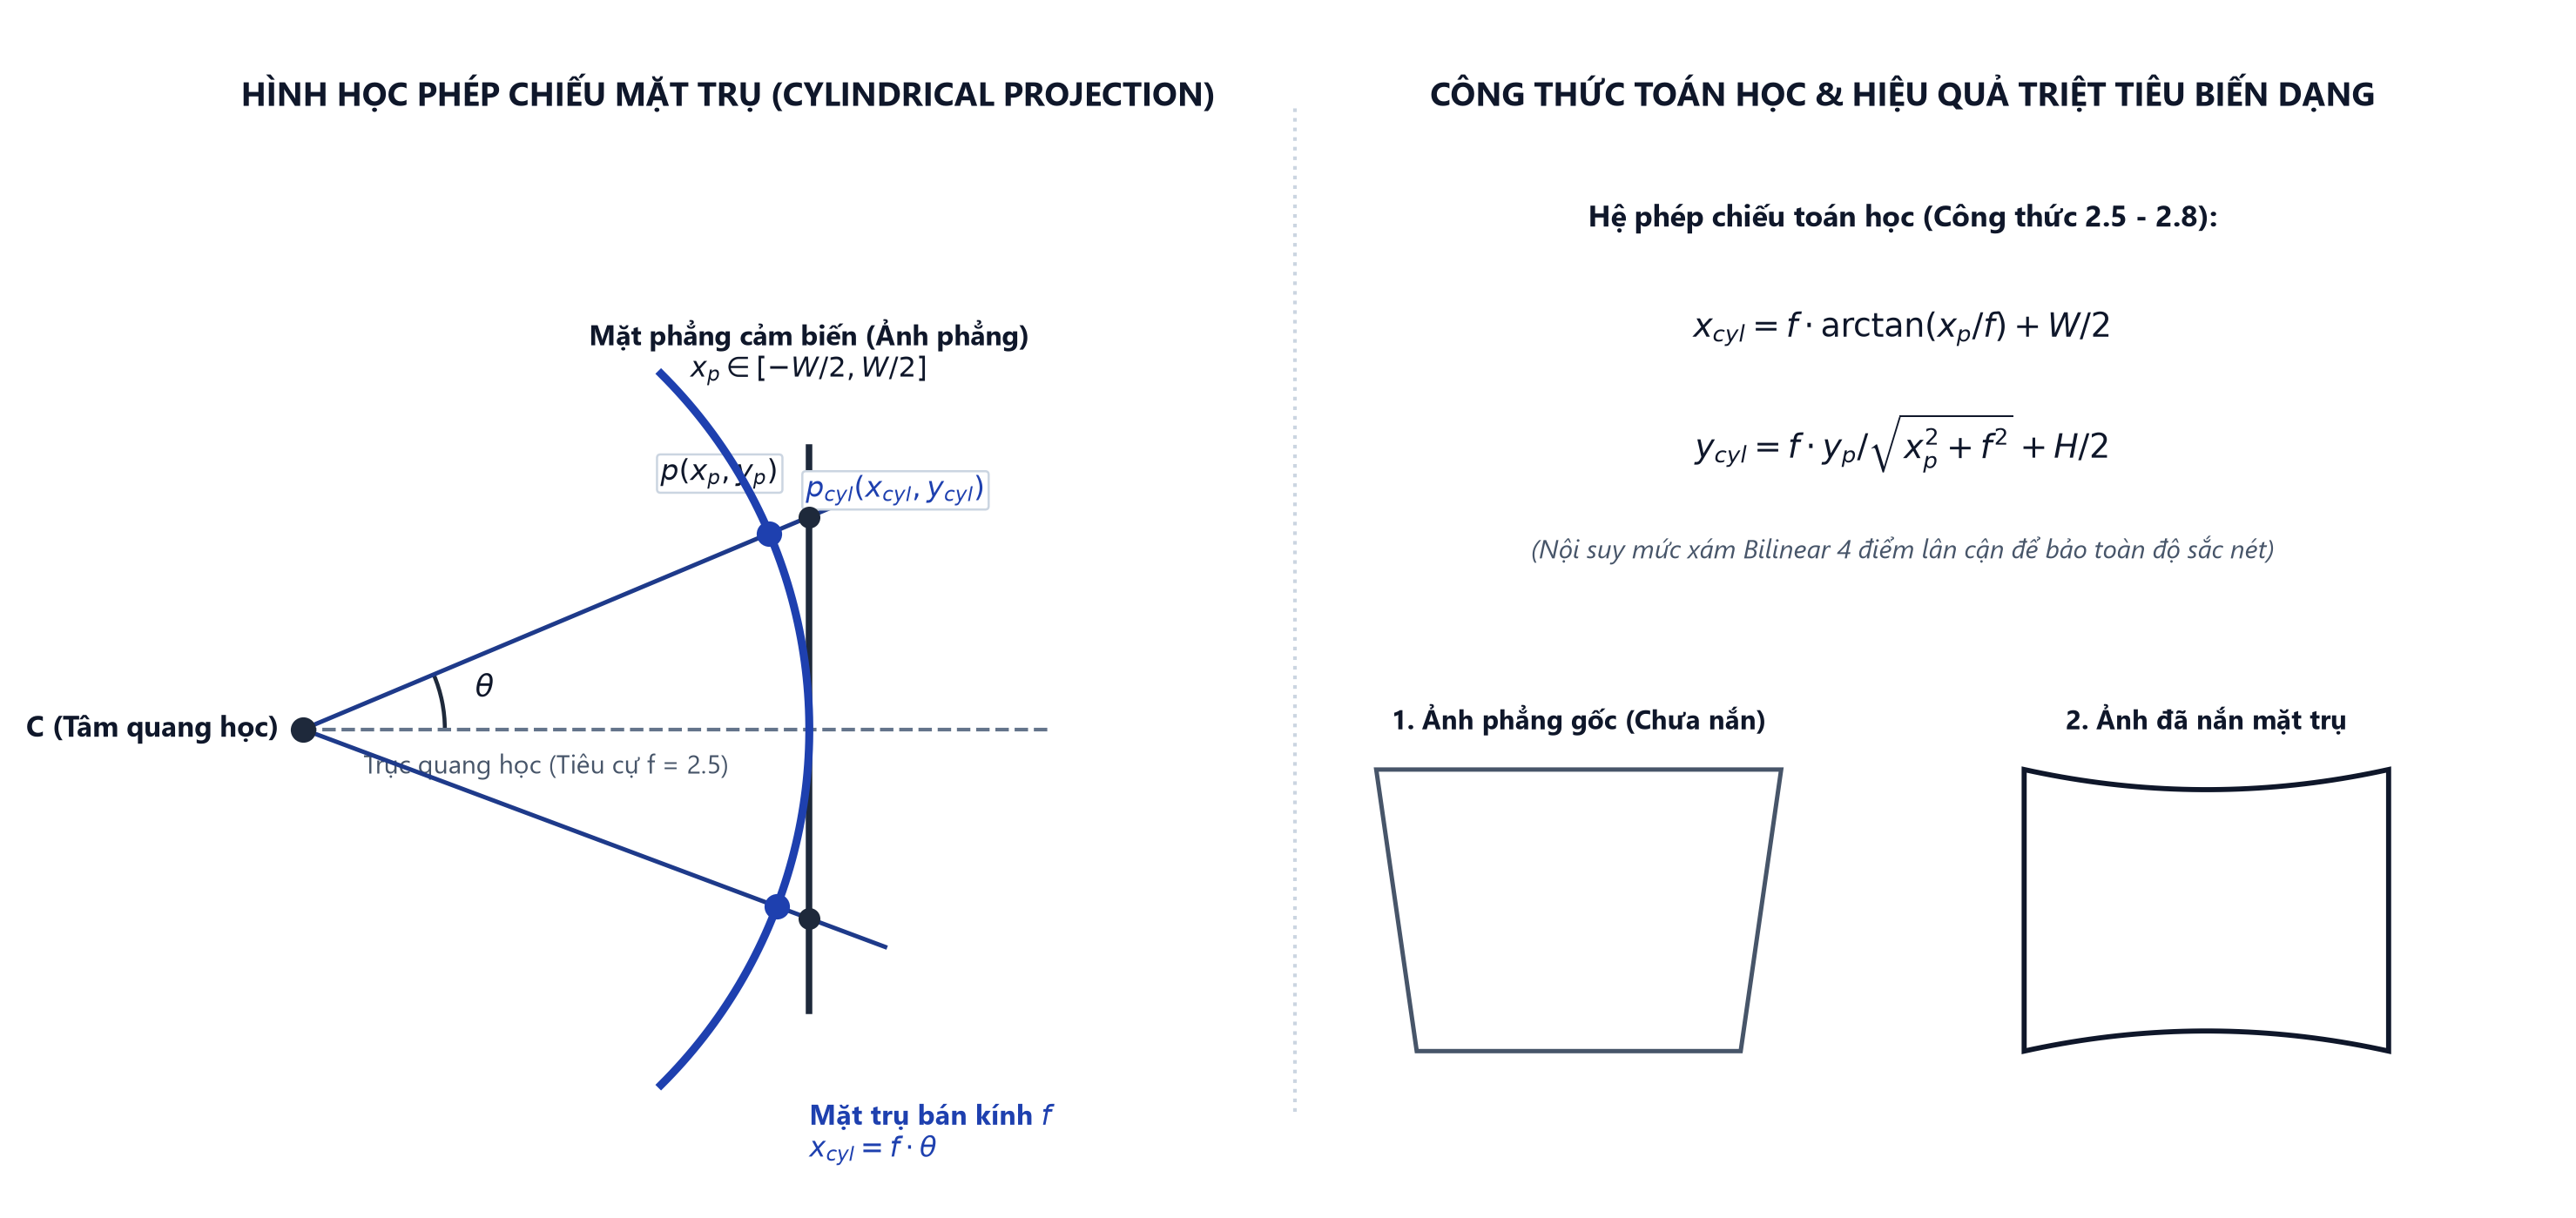 HÌNH HỌC PHÉP CHIẾU MẶT TRỤ (CYLINDRICAL PROJECTION)
Mặt phẳng cảm biến (Ảnh phẳng)
x_p ∈ [−W/2, W/2]
p(x_p, y_p)
p_cyl(x_cyl, y_cyl)
θ
C (Tâm quang học)
Trục quang học (Tiêu cự f = 2.5)
Mặt trụ bán kính f
x_cyl = f · θ
CÔNG THỨC TOÁN HỌC & HIỆU QUẢ TRIỆT TIÊU BIẾN DẠNG
Hệ phép chiếu toán học (Công thức 2.5 - 2.8):
x_cyl = f · arctan(x_p/f) + W/2
y_cyl = f · y_p/√(x_p² + f²) + H/2
(Nội suy mức xám Bilinear 4 điểm lân cận để bảo toàn độ sắc nét)
1. Ảnh phẳng gốc (Chưa nắn)
2. Ảnh đã nắn mặt trụ